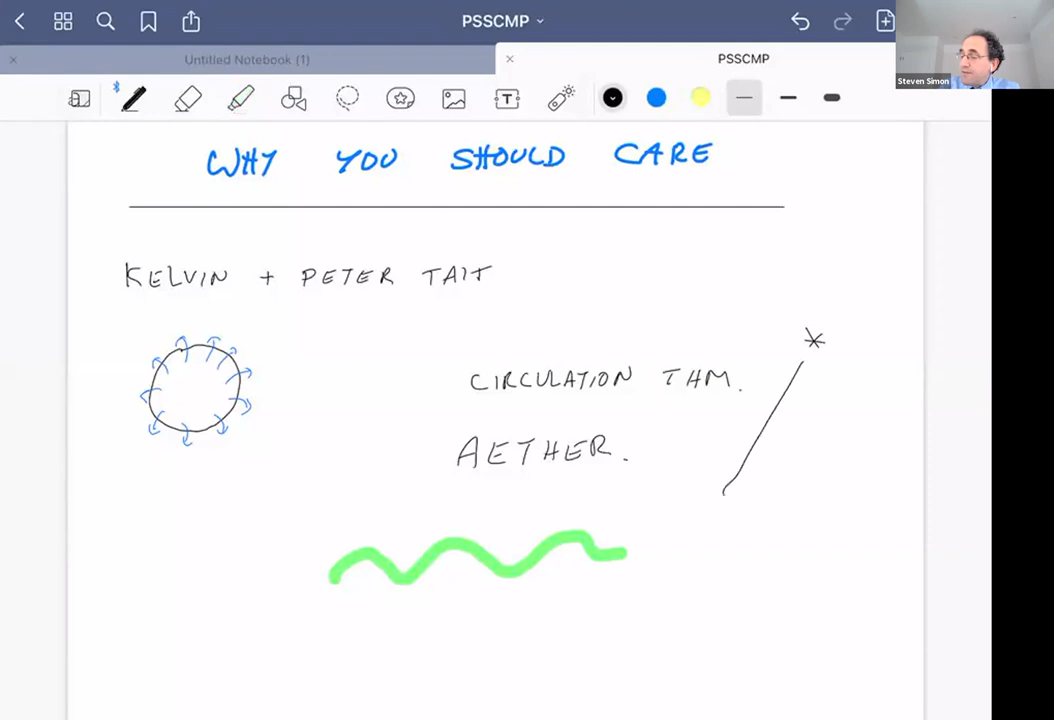 PSSCMP
Untitled Notebook (1)
PSSCMP
Steven Simon
T
WHY YOU SHOULD CARE
KELVIN + PETER TAIT
CIRCULATION THM.
AETHER.